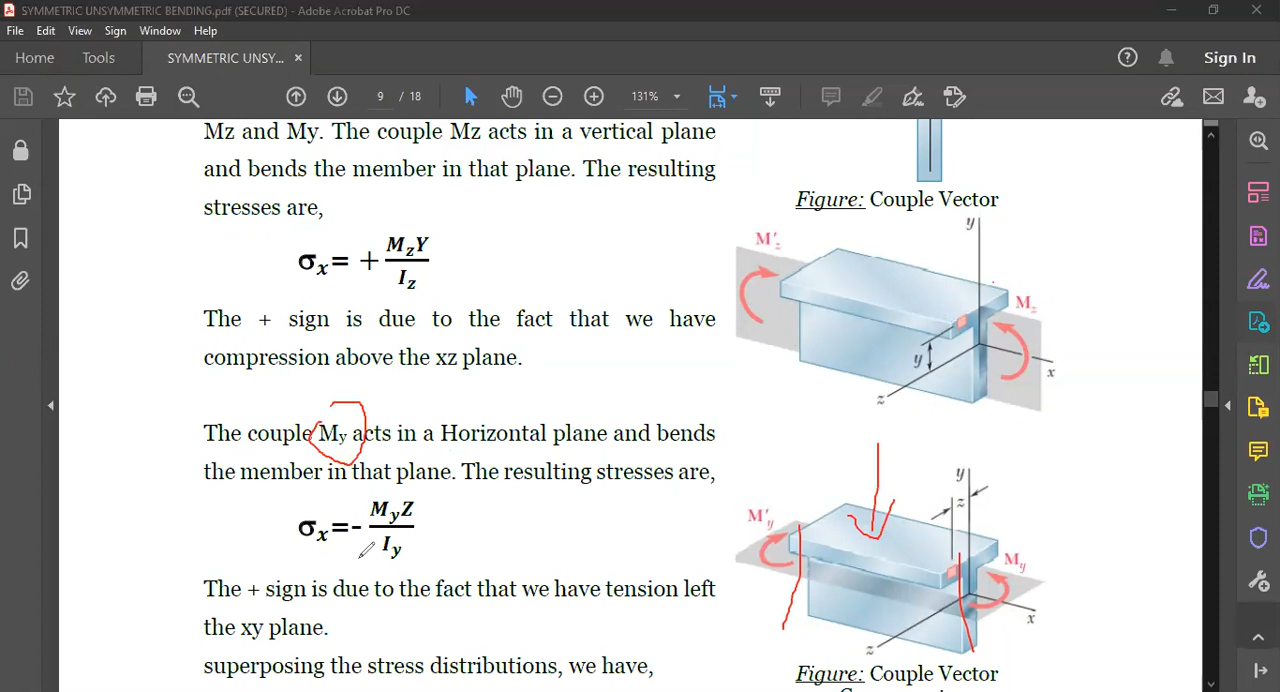 SYMMETRIC UNSYMMETRIC BENDING.pdf (SECURED) - Adobe Acrobat Pro DC
File Edit View Sign Window Help
Home Tools SYMMETRIC UNSY... × Sign In
9 / 18 131%
Mz and My. The couple Mz acts in a vertical plane
and bends the member in that plane. The resulting
stresses are,
σx= + MzY / Iz
The + sign is due to the fact that we have
compression above the xz plane.
The couple My acts in a Horizontal plane and bends
the member in that plane. The resulting stresses are,
σx=- MyZ / Iy
The + sign is due to the fact that we have tension left
the xy plane.
superposing the stress distributions, we have,
Figure: Couple Vector
y
M′z
Mz
y
x
z
y
M′y
z
My
x
z
Figure: Couple Vector